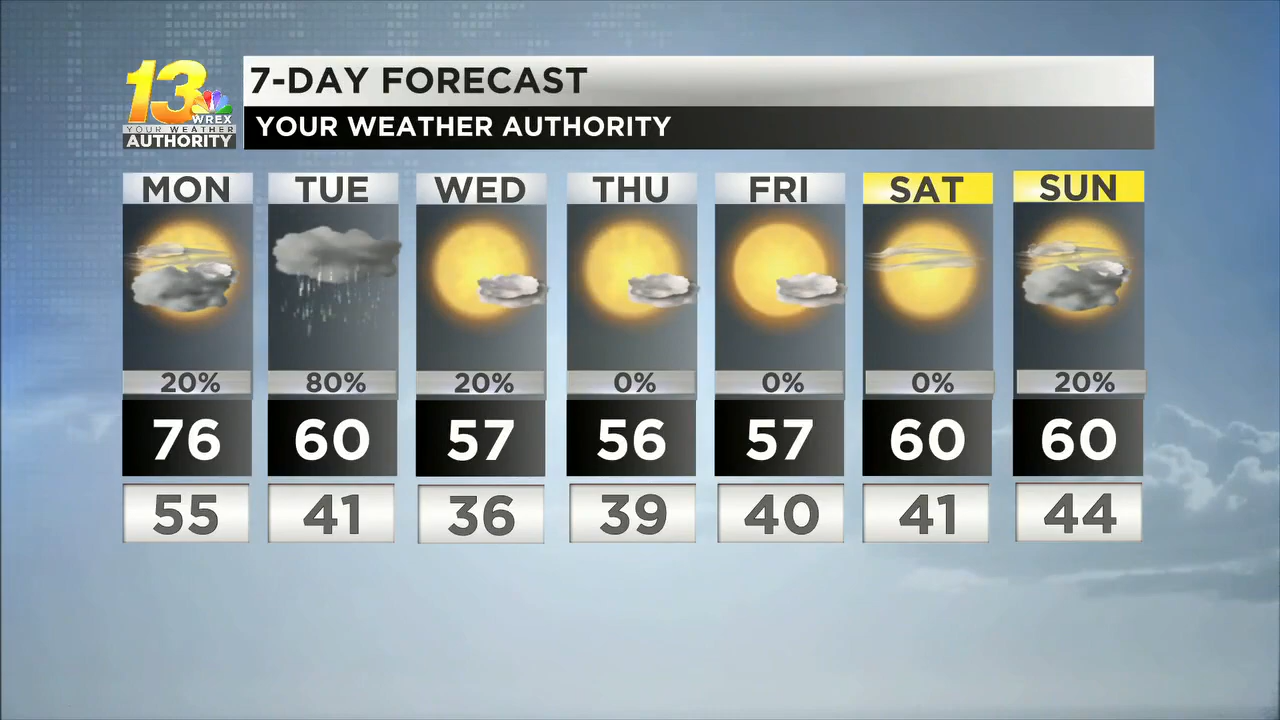 13
WREX
YOUR WEATHER
AUTHORITY
7-DAY FORECAST
YOUR WEATHER AUTHORITY
MON TUE WED THU FRI SAT SUN
20% 80% 20% 0% 0% 0% 20%
76 60 57 56 57 60 60
55 41 36 39 40 41 44